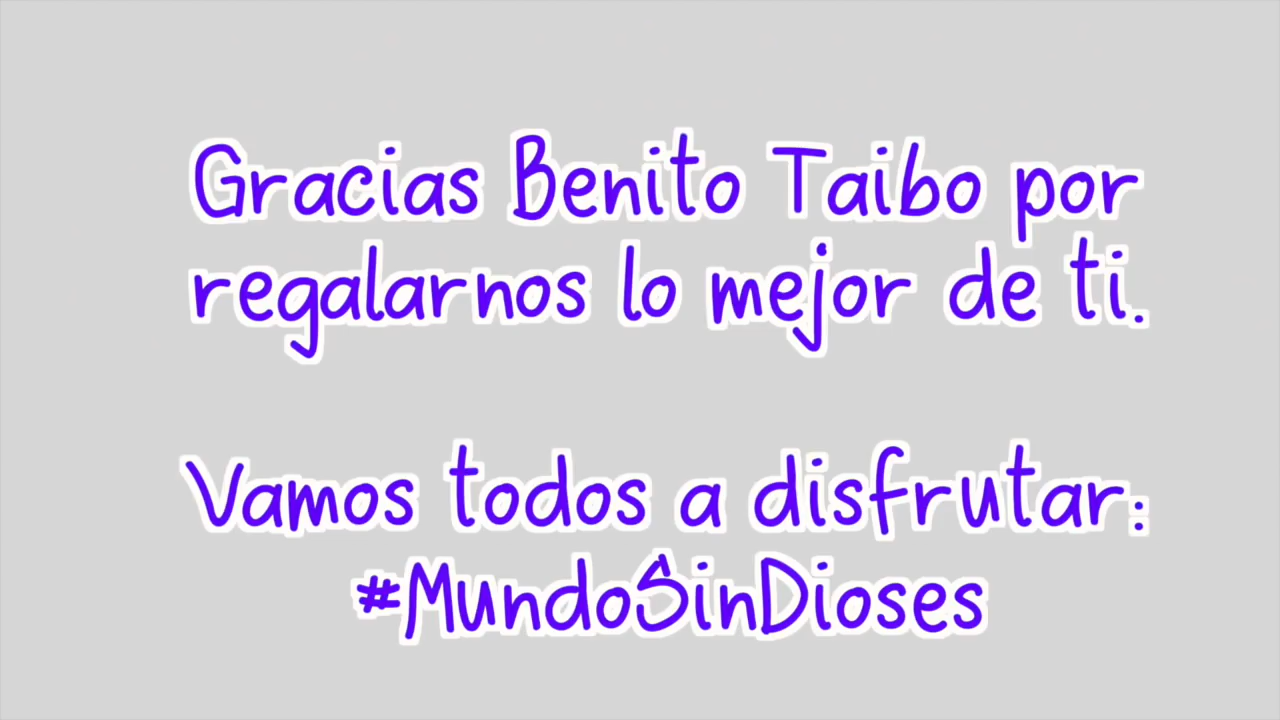 Gracias Benito Taibo por
regalarnos lo mejor de ti.
Vamos todos a disfrutar:
#MundoSinDioses